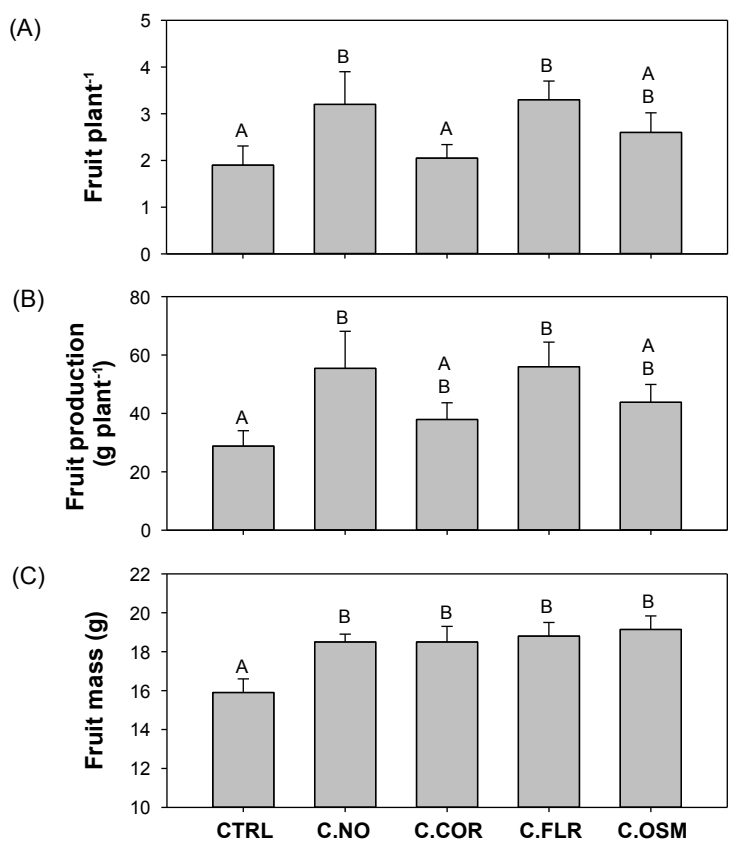 (A)
Fruit plant⁻¹
5
4
3
2
1
0
A
B
A
B
A
B
(B)
Fruit production
(g plant⁻¹)
80
60
40
20
0
A
B
A
B
B
A
B
(C)
Fruit mass (g)
22
20
18
16
14
12
10
A
B
B
B
B
CTRL C.NO C.COR C.FLR C.OSM